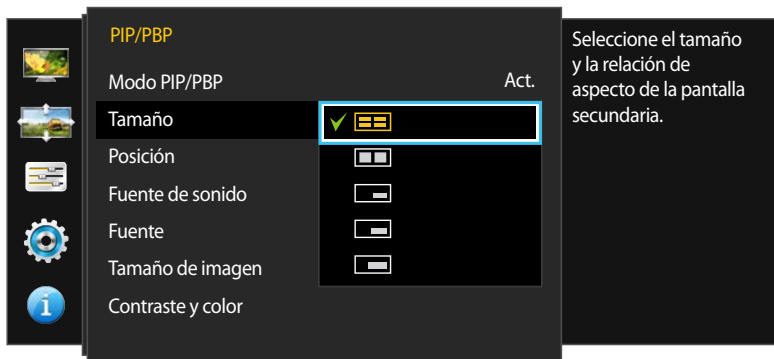 PIP/PBP
Modo PIP/PBP Act.
Tamaño
Posición
Fuente de sonido
Fuente
Tamaño de imagen
Contraste y color
Seleccione el tamaño
y la relación de
aspecto de la pantalla
secundaria.